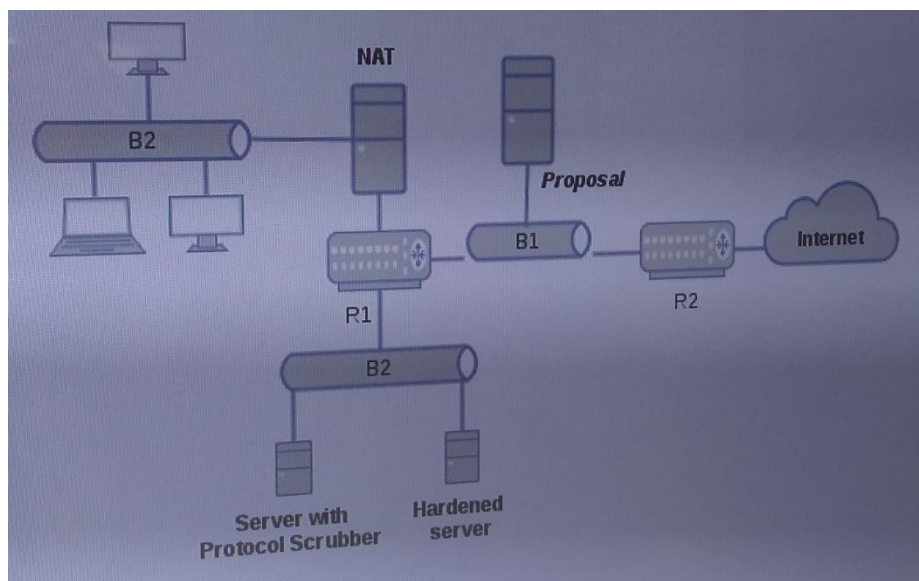 NAT
B2
Proposal
B1
Internet
R1
R2
B2
Server with
Protocol Scrubber
Hardened
server